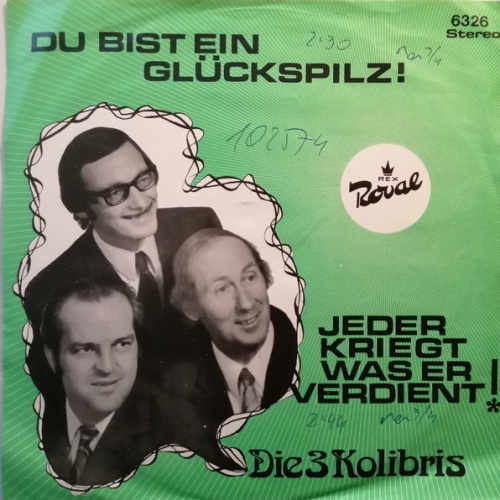 6326
Stereo
DU BIST EIN
GLÜCKSPILZ!
2.30
102574
REX
Royal
JEDER
KRIEGT
WAS ER
VERDIENT!
2.44
Die 3 Kolibris